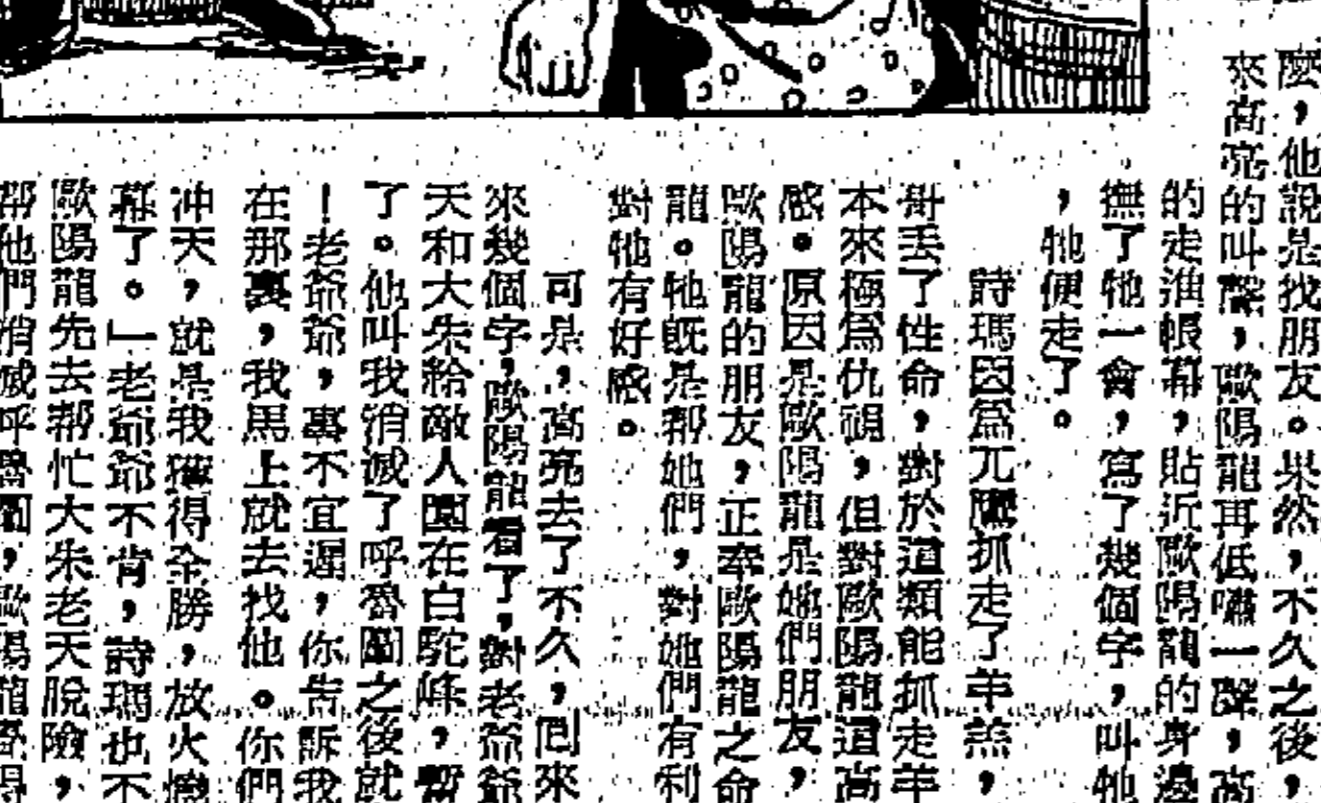 麼，他說是找朋友。果然，不久之後，
來高亮的叫聲，歐陽龍再低嘯一聲，高
的走進帳幕，貼近歐陽龍的身邊
撫了牠一會，寫了幾個字，叫牠
，牠便走了。
詩瑪因爲兀鷹抓走了羊羔，
哥丟了性命，對於這類能抓走羊
本來極爲仇視，但對歐陽龍這高
感。原因是歐陽龍是她們朋友，
歐陽龍的朋友，正奉歐陽龍之命
龍。牠既是帮她們，對她們有利
對牠有好感。
可是，高亮去了不久，回來
來幾個字，歐陽龍看了，對老爺爺
天和大朱給敵人圍在白駝峰，暫
了。他叫我消滅了呼魯圖之後就
！老爺爺，事不宜遲，你告訴我
在那裏，我馬上就去找他。你們
沖天，就是我獲得全勝，放火燒
幕了。」老爺爺不肯，詩瑪也不
歐陽龍先去帮忙大朱老天脫險，
帮他們消滅呼魯圖，歐陽龍覺得